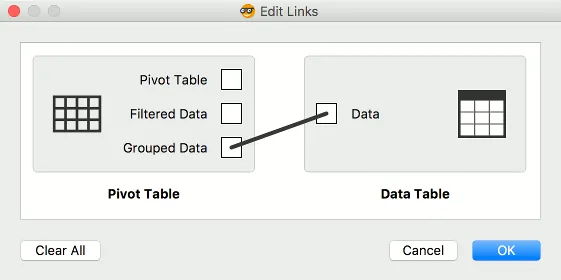 Edit Links
Pivot Table
Filtered Data
Grouped Data
Data
Pivot Table
Data Table
Clear All
Cancel
OK